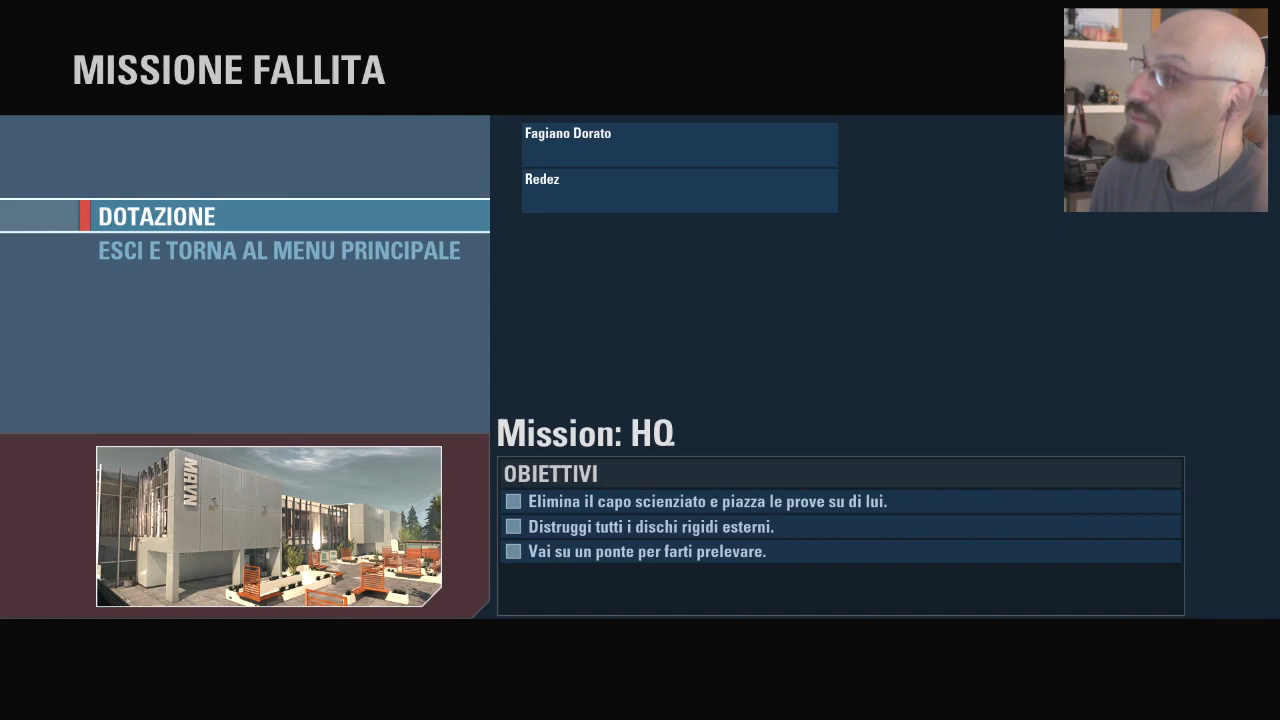 MISSIONE FALLITA
Fagiano Dorato
Redez
DOTAZIONE
ESCI E TORNA AL MENU PRINCIPALE
MRVN
Mission: HQ
OBIETTIVI
Elimina il capo scienziato e piazza le prove su di lui.
Distruggi tutti i dischi rigidi esterni.
Vai su un ponte per farti prelevare.